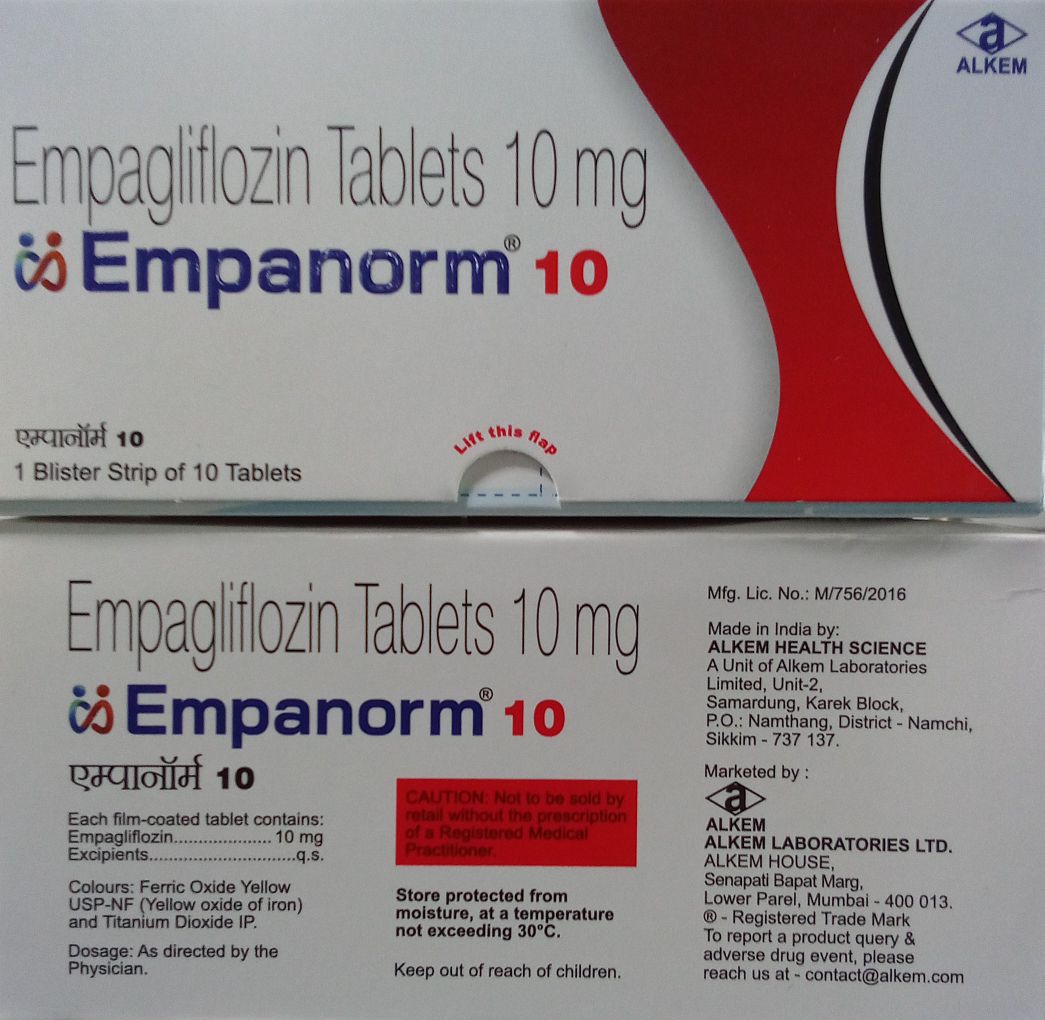 a
ALKEM
Empagliflozin Tablets 10 mg
Empanorm® 10
एम्पानॉर्म 10
1 Blister Strip of 10 Tablets
Lift this flap
Empagliflozin Tablets 10 mg
Empanorm® 10
एम्पानॉर्म 10
Each film-coated tablet contains:
Empagliflozin.................... 10 mg
Excipients..............................q.s.
Colours: Ferric Oxide Yellow
USP-NF (Yellow oxide of iron)
and Titanium Dioxide IP.
Dosage: As directed by the
Physician.
CAUTION: Not to be sold by
retail without the prescription
of a Registered Medical
Practitioner.
Store protected from
moisture, at a temperature
not exceeding 30°C.
Keep out of reach of children.
Mfg. Lic. No.: M/756/2016
Made in India by:
ALKEM HEALTH SCIENCE
A Unit of Alkem Laboratories
Limited, Unit-2,
Samardung, Karek Block,
P.O.: Namthang, District - Namchi,
Sikkim - 737 137.
Marketed by :
a
ALKEM
ALKEM LABORATORIES LTD.
ALKEM HOUSE,
Senapati Bapat Marg,
Lower Parel, Mumbai - 400 013.
® - Registered Trade Mark
To report a product query &
adverse drug event, please
reach us at - contact@alkem.com